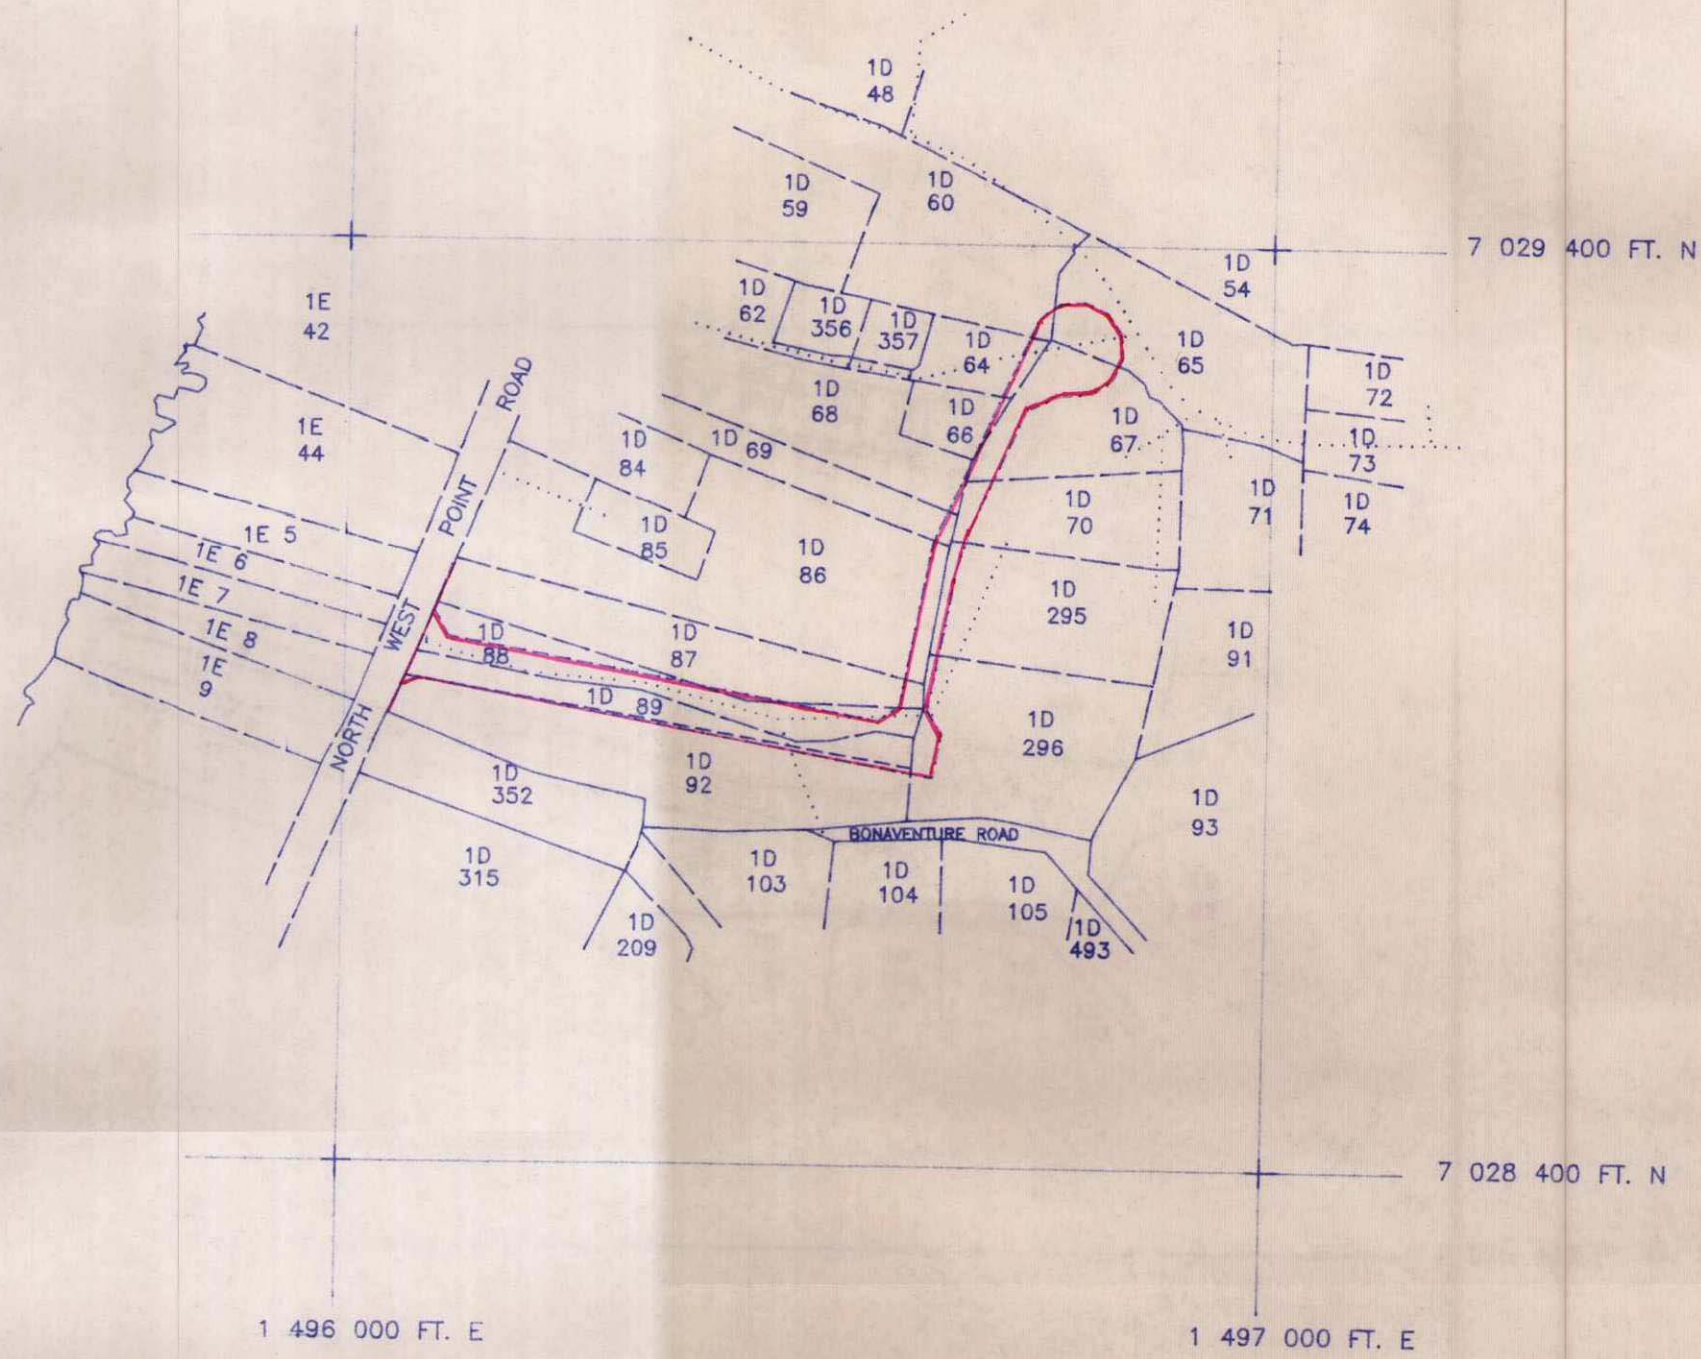 1D
48
1D
59
1D
60
7 029 400 FT. N
1D
54
1E
42
1D
62
1D
356
1D
357
1D
64
1D
65
1D
72
ROAD
1D
68
1D
66
1D
67
1D
73
1E
44
1D
84
1D 69
1D
71
1D
74
POINT
1D
70
1E 5
1D
85
1D
86
1E 6
1E 7
1D
295
1E 8
WEST
1D
88
1D
87
1D
91
1E
9
1D 89
1D
296
NORTH
1D
352
1D
92
1D
93
BONAVENTURE ROAD
1D
315
1D
103
1D
104
1D
105
1D
209
1D
493
7 028 400 FT. N
1 496 000 FT. E
1 497 000 FT. E